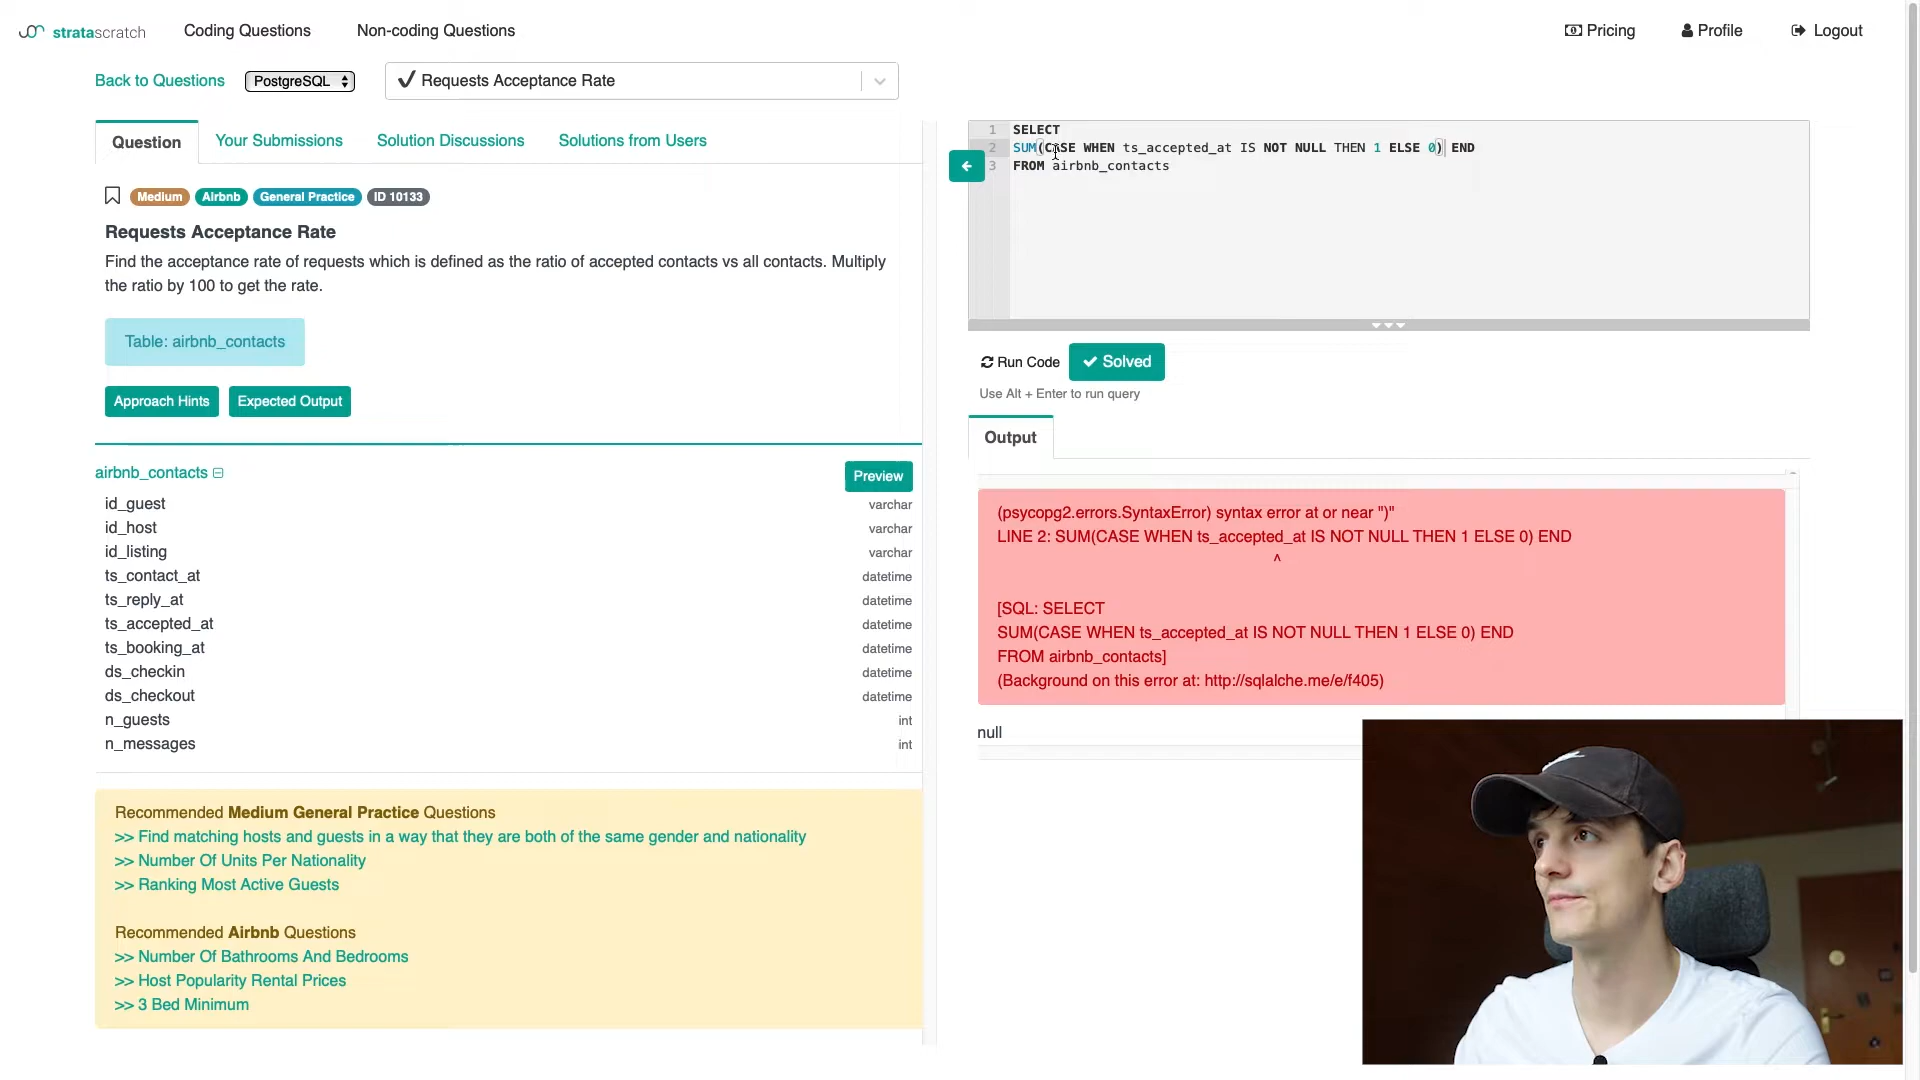 stratascratch
Coding Questions
Non-coding Questions
Pricing
Profile
Logout
Back to Questions
PostgreSQL
Requests Acceptance Rate
Question
Your Submissions
Solution Discussions
Solutions from Users
Medium
Airbnb
General Practice
ID 10133
Requests Acceptance Rate
Find the acceptance rate of requests which is defined as the ratio of accepted contacts vs all contacts. Multiply
the ratio by 100 to get the rate.
Table: airbnb_contacts
Approach Hints
Expected Output
airbnb_contacts
Preview
id_guest varchar
id_host varchar
id_listing varchar
ts_contact_at datetime
ts_reply_at datetime
ts_accepted_at datetime
ts_booking_at datetime
ds_checkin datetime
ds_checkout datetime
n_guests int
n_messages int
Recommended Medium General Practice Questions
>> Find matching hosts and guests in a way that they are both of the same gender and nationality
>> Number Of Units Per Nationality
>> Ranking Most Active Guests
Recommended Airbnb Questions
>> Number Of Bathrooms And Bedrooms
>> Host Popularity Rental Prices
>> 3 Bed Minimum
1 SELECT
2 SUM(CASE WHEN ts_accepted_at IS NOT NULL THEN 1 ELSE 0) END
3 FROM airbnb_contacts
Run Code
Solved
Use Alt + Enter to run query
Output
(psycopg2.errors.SyntaxError) syntax error at or near ")"
LINE 2: SUM(CASE WHEN ts_accepted_at IS NOT NULL THEN 1 ELSE 0) END
^
[SQL: SELECT
SUM(CASE WHEN ts_accepted_at IS NOT NULL THEN 1 ELSE 0) END
FROM airbnb_contacts]
(Background on this error at: http://sqlalche.me/e/f405)
null